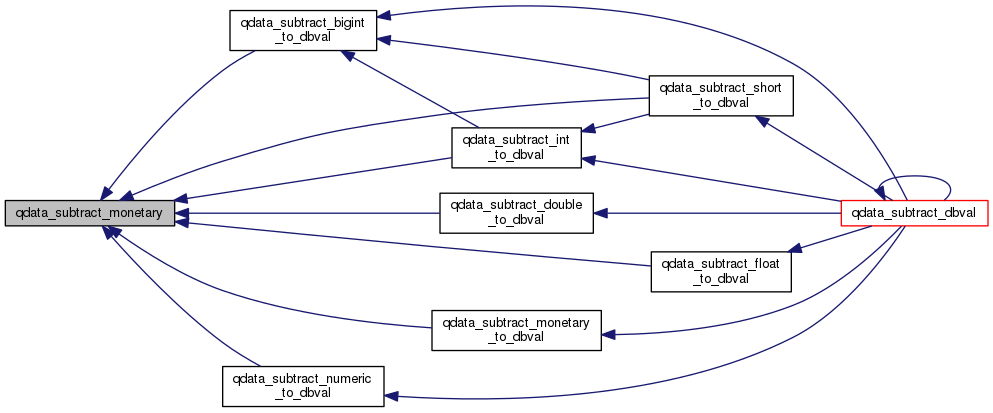 qdata_subtract_bigint
_to_dbval
qdata_subtract_short
_to_dbval
qdata_subtract_int
_to_dbval
qdata_subtract_monetary
qdata_subtract_double
_to_dbval
qdata_subtract_dbval
qdata_subtract_float
_to_dbval
qdata_subtract_monetary
_to_dbval
qdata_subtract_numeric
_to_dbval